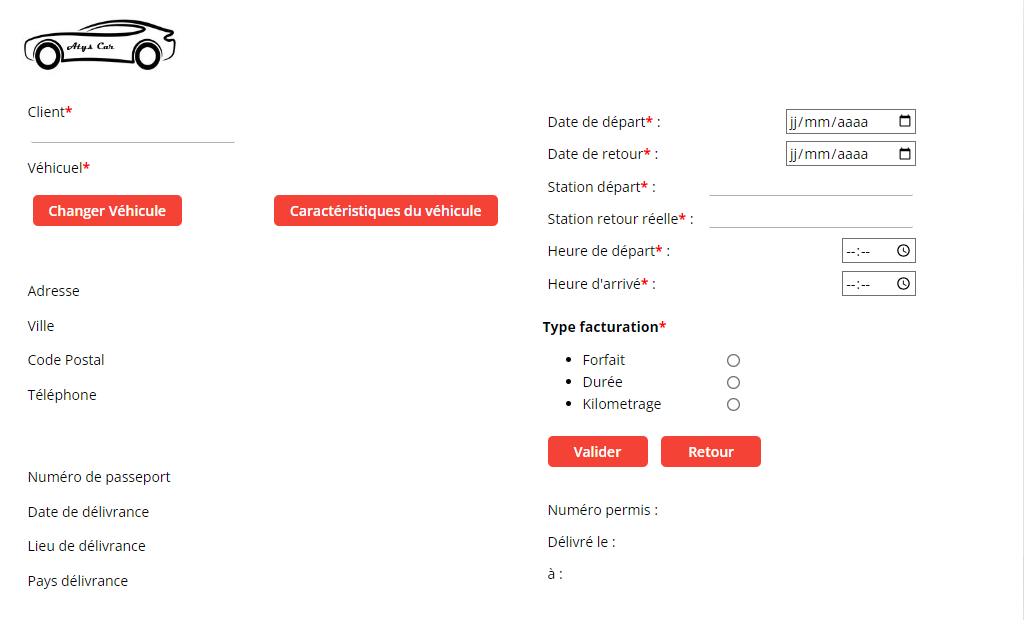 Atys Car
Client*
Véhicuel*
Changer Véhicule
Caractéristiques du véhicule
Adresse
Ville
Code Postal
Téléphone
Numéro de passeport
Date de délivrance
Lieu de délivrance
Pays délivrance
Date de départ* : jj/mm/aaaa
Date de retour* : jj/mm/aaaa
Station départ* :
Station retour réelle* :
Heure de départ* : --:--
Heure d'arrivé* : --:--
Type facturation*
Forfait
Durée
Kilometrage
Valider
Retour
Numéro permis :
Délivré le :
à :